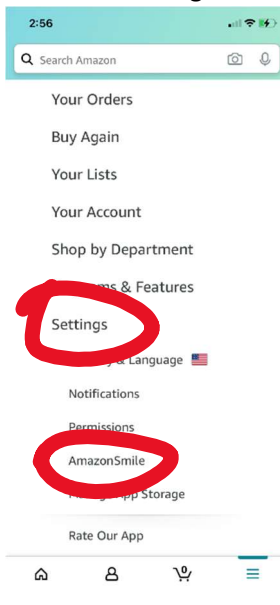 2:56
Search Amazon
Your Orders
Buy Again
Your Lists
Your Account
Shop by Department
& Features
Settings
& Language
Notifications
Permissions
AmazonSmile
App Storage
Rate Our App
0